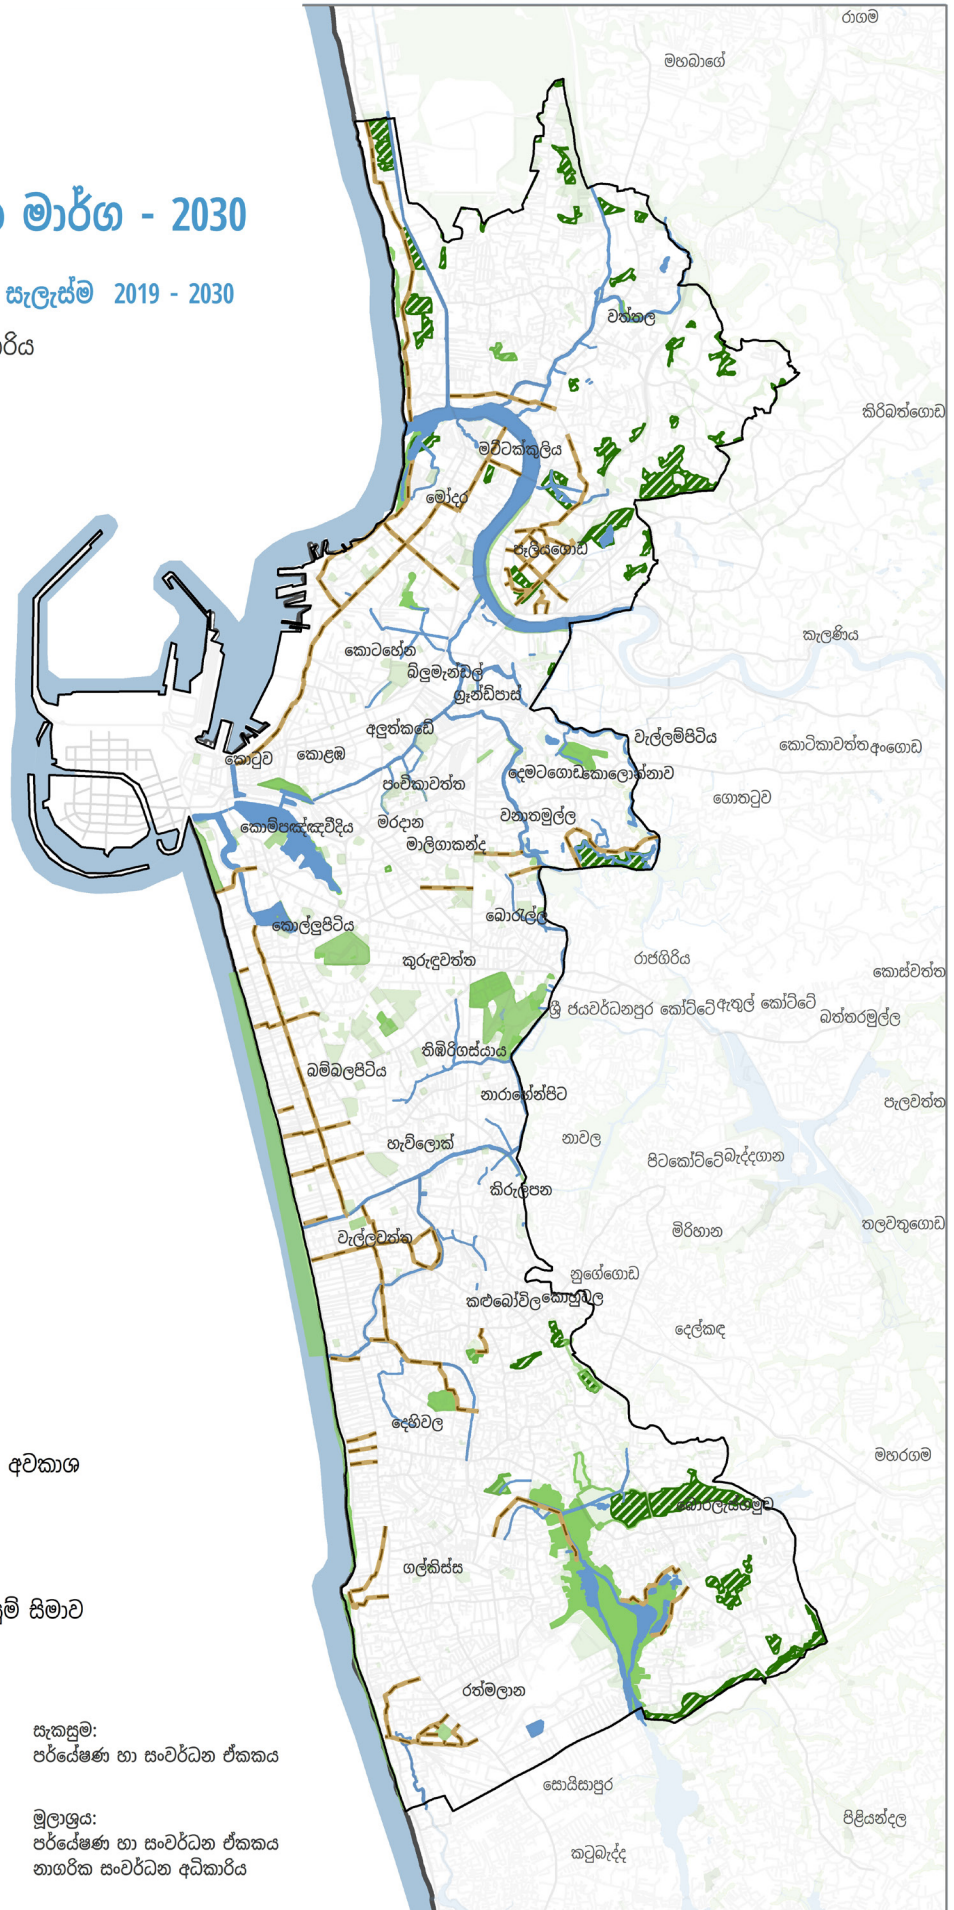 රාගම
මහබාගේ
මාර්ග - 2030
සැලැස්ම 2019 - 2030
වත්තල
කිරිබත්ගොඩ
මට්ටක්කුලිය
මෝදර
පෑලියගොඩ
කැලණිය
කොටහේන
බ්ලූමැන්ඩල්
ග්‍රෑන්ඩ්පාස්
අලුත්කඩේ
වැල්ලම්පිටිය
කොටිකාවත්ත අංගොඩ
කොටුව
කොළඹ
දෙමටගොඩ කොලොන්නාව
පංචිකාවත්ත
ගොතටුව
වනාතමුල්ල
මරදාන
කොම්පඤ්ඤවීදිය
මාලිගාකන්ද
බොරැල්ල
කොල්ලුපිටිය
කුරුඳුවත්ත
රාජගිරිය
කොස්වත්ත
ශ්‍රී ජයවර්ධනපුර කෝට්ටේ ඇතුල් කෝට්ටේ
බත්තරමුල්ල
තිඹිරිගස්යාය
බම්බලපිටිය
නාරාහේන්පිට
පැලවත්ත
නාවල
හැව්ලොක්
පිටකෝට්ටේ බැද්දගාන
කිරුලපන
තලවතුගොඩ
මිරිහාන
වැල්ලවත්ත
නුගේගොඩ
කළුබෝවිල කොහුවල
දෙල්කඳ
දෙහිවල
මහරගම
අවකාශ
බොරලැස්ගමුව
ගල්කිස්ස
සීමාව
රත්මලාන
සැකසුම:
පර්යේෂණ හා සංවර්ධන ඒකකය
සොයිසාපුර
මූලාශ්‍රය:
පිළියන්දල
පර්යේෂණ හා සංවර්ධන ඒකකය
කටුබැද්ද
නාගරික සංවර්ධන අධිකාරිය